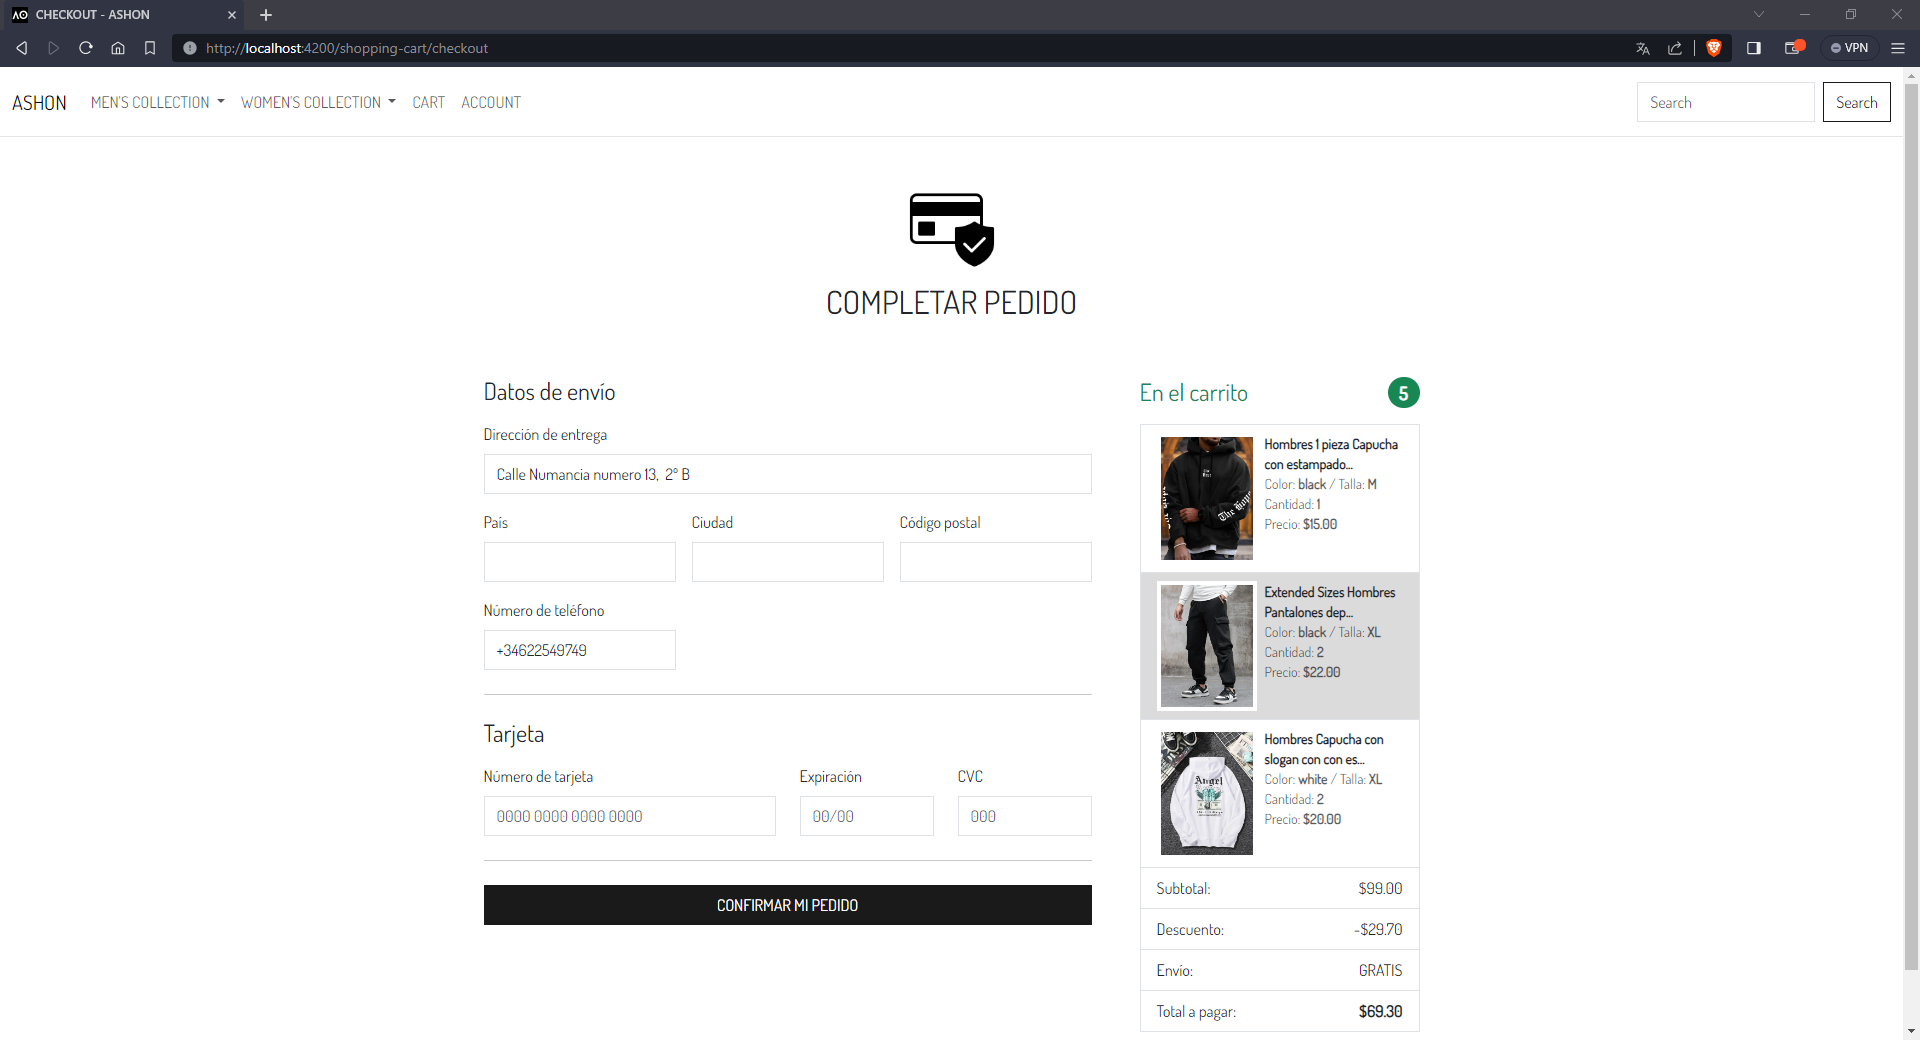 CHECKOUT - ASHON
http://localhost:4200/shopping-cart/checkout
VPN
ASHON
MEN'S COLLECTION
WOMEN'S COLLECTION
CART
ACCOUNT
Search
Search
COMPLETAR PEDIDO
Datos de envío
Dirección de entrega
Calle Numancia numero 13, 2º B
País
Ciudad
Código postal
Número de teléfono
+34622549749
Tarjeta
Número de tarjeta
Expiración
CVC
0000 0000 0000 0000
00/00
000
CONFIRMAR MI PEDIDO
En el carrito
5
Hombres 1 pieza Capucha
con estampado...
Color: black / Talla: M
Cantidad: 1
Precio: $15.00
Extended Sizes Hombres
Pantalones dep...
Color: black / Talla: XL
Cantidad: 2
Precio: $22.00
Angel
Hombres Capucha con
slogan con con es...
Color: white / Talla: XL
Cantidad: 2
Precio: $20.00
Subtotal: $99.00
Descuento: -$29.70
Envío: GRATIS
Total a pagar: $69.30